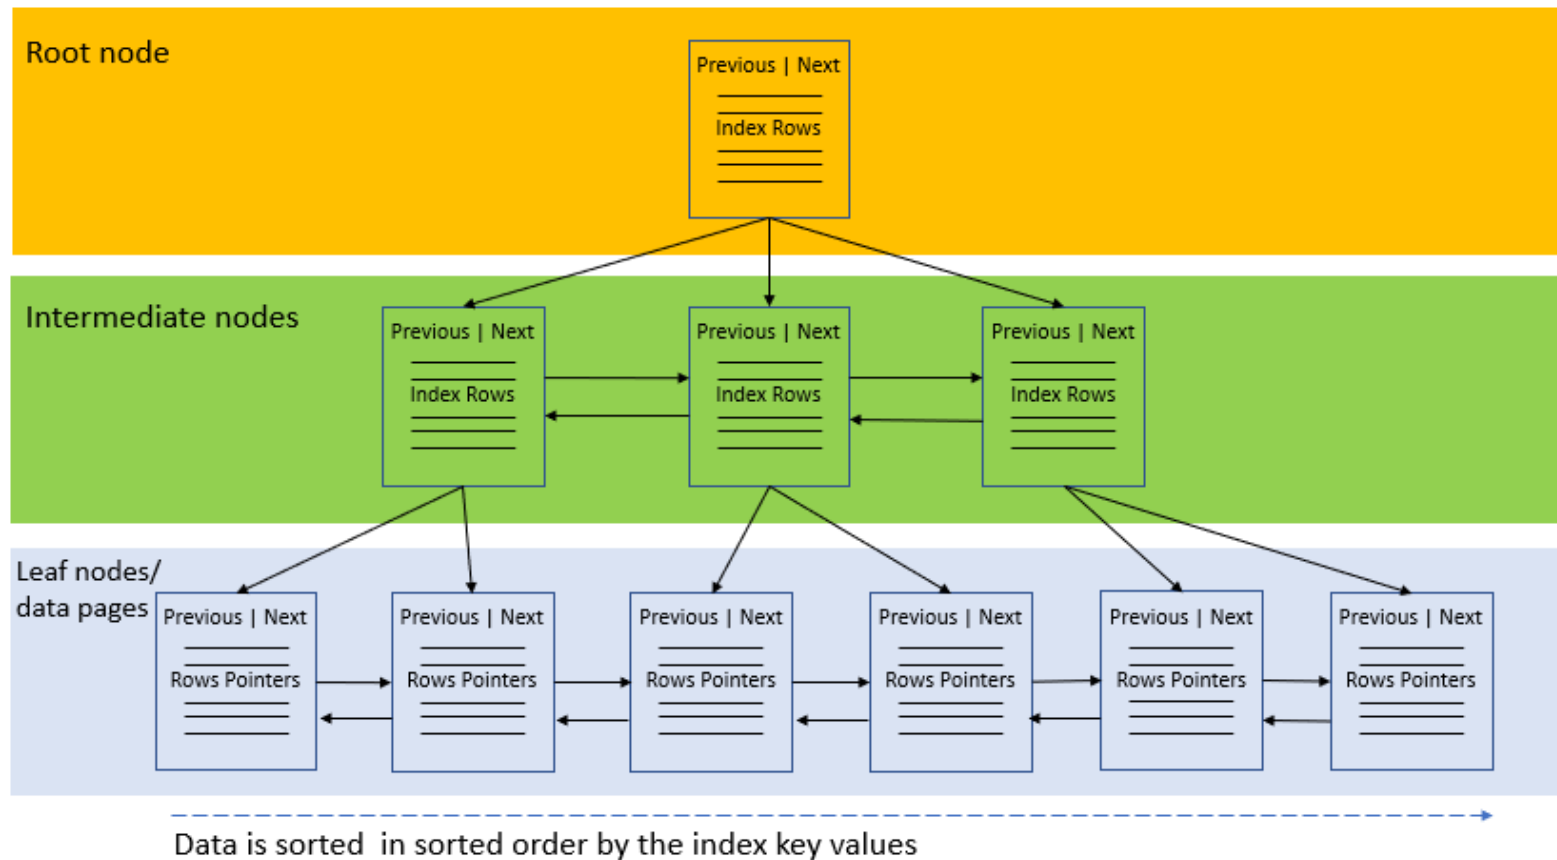 Root node
Previous | Next
Index Rows
Intermediate nodes
Previous | Next
Index Rows
Previous | Next
Index Rows
Previous | Next
Index Rows
Leaf nodes/
data pages
Previous | Next
Rows Pointers
Previous | Next
Rows Pointers
Previous | Next
Rows Pointers
Previous | Next
Rows Pointers
Previous | Next
Rows Pointers
Previous | Next
Rows Pointers
Data is sorted  in sorted order by the index key values